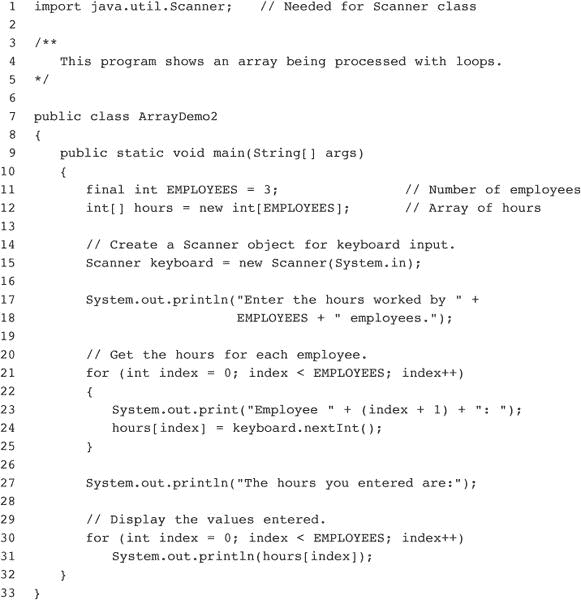 1 import java.util.Scanner;   // Needed for Scanner class
2
3 /**
4    This program shows an array being processed with loops.
5 */
6
7 public class ArrayDemo2
8 {
9    public static void main(String[] args)
10    {
11       final int EMPLOYEES = 3;                // Number of employees
12       int[] hours = new int[EMPLOYEES];       // Array of hours
13
14       // Create a Scanner object for keyboard input.
15       Scanner keyboard = new Scanner(System.in);
16
17       System.out.println("Enter the hours worked by " +
18                          EMPLOYEES + " employees.");
19
20       // Get the hours for each employee.
21       for (int index = 0; index < EMPLOYEES; index++)
22       {
23          System.out.print("Employee " + (index + 1) + ": ");
24          hours[index] = keyboard.nextInt();
25       }
26
27       System.out.println("The hours you entered are:");
28
29       // Display the values entered.
30       for (int index = 0; index < EMPLOYEES; index++)
31          System.out.println(hours[index]);
32    }
33 }